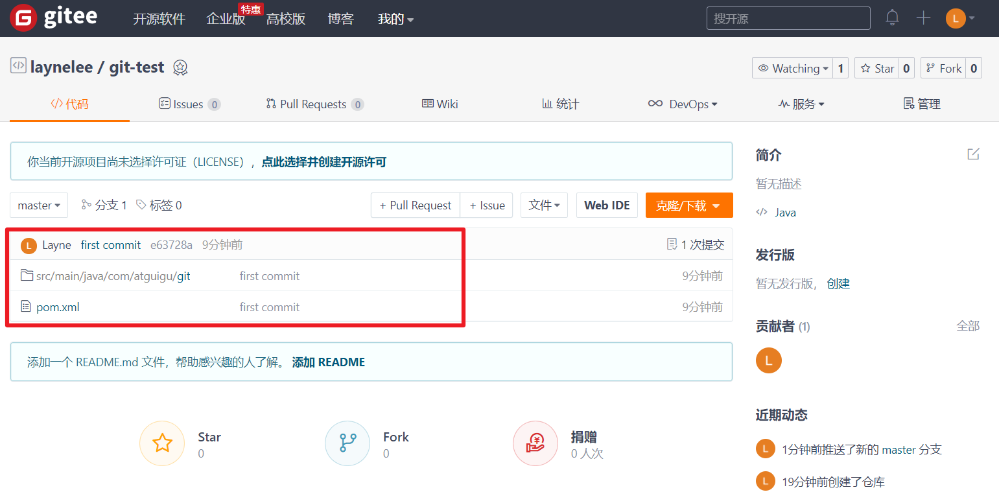 gitee
开源软件 企业版 特惠 高校版 博客 我的 搜开源 L
laynelee / git-test Watching 1 Star 0 Fork 0
代码 Issues 0 Pull Requests 0 Wiki 统计 DevOps 服务 管理
你当前开源项目尚未选择许可证（LICENSE），点此选择并创建开源许可
master 分支 1 标签 0 + Pull Request + Issue 文件 Web IDE 克隆/下载
L Layne first commit e63728a 9分钟前 1 次提交
src/main/java/com/atguigu/git first commit 9分钟前
pom.xml first commit 9分钟前
添加一个 README.md 文件，帮助感兴趣的人了解。 添加 README
Star
0
Fork
0
捐赠
0 人次
简介
暂无描述
Java
发行版
暂无发行版， 创建
贡献者 (1) 全部
L
近期动态
L 1分钟前推送了新的 master 分支
L 19分钟前创建了仓库